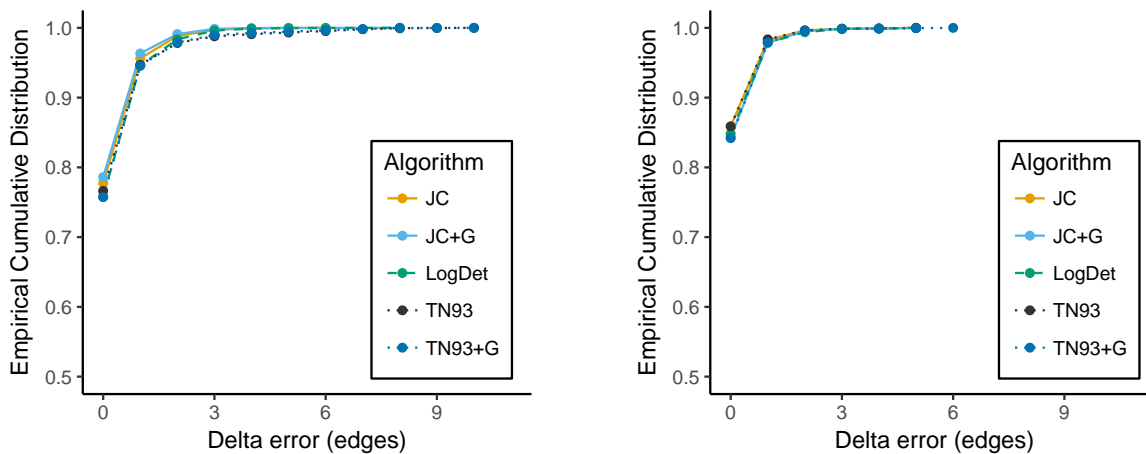 Empirical Cumulative Distribution
1.0
0.9
0.8
0.7
0.6
0.5
0
3
6
9
Delta error (edges)
Algorithm
JC
JC+G
LogDet
TN93
TN93+G
Empirical Cumulative Distribution
1.0
0.9
0.8
0.7
0.6
0.5
0
3
6
9
Delta error (edges)
Algorithm
JC
JC+G
LogDet
TN93
TN93+G